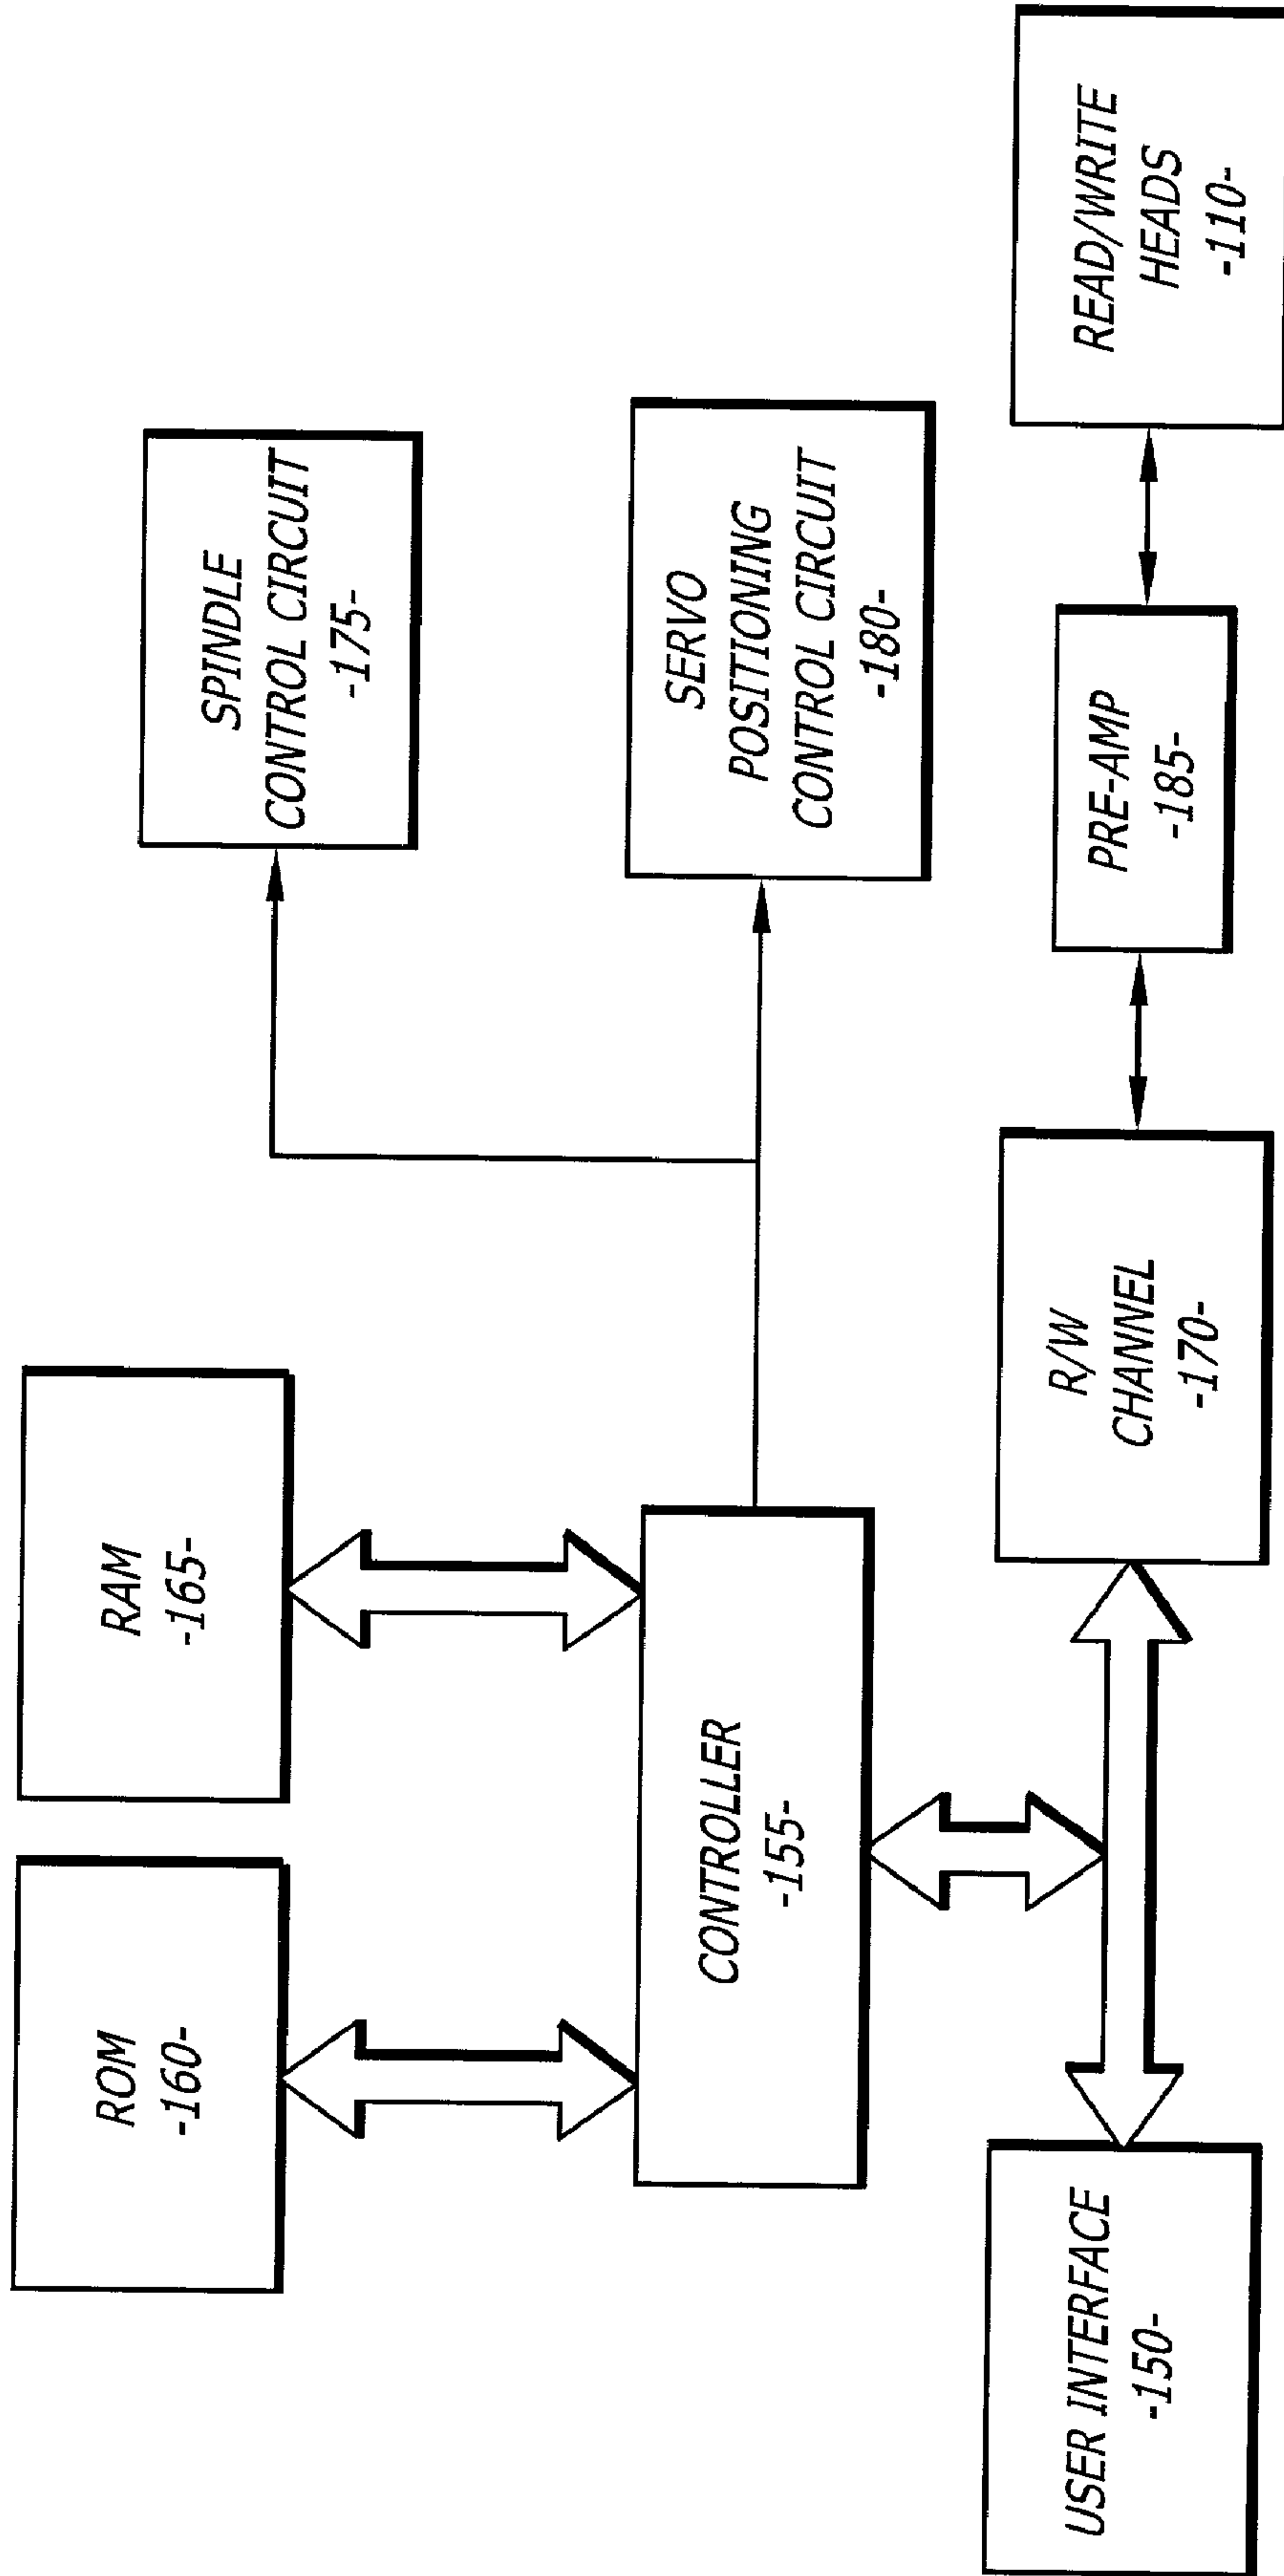 ROM
-160-
RAM
-165-
SPINDLE
CONTROL CIRCUIT
-175-
CONTROLLER
-155-
SERVO
POSITIONING
CONTROL CIRCUIT
-180-
USER INTERFACE
-150-
R/W
CHANNEL
-170-
PRE-AMP
-185-
READ/WRITE
HEADS
-110-